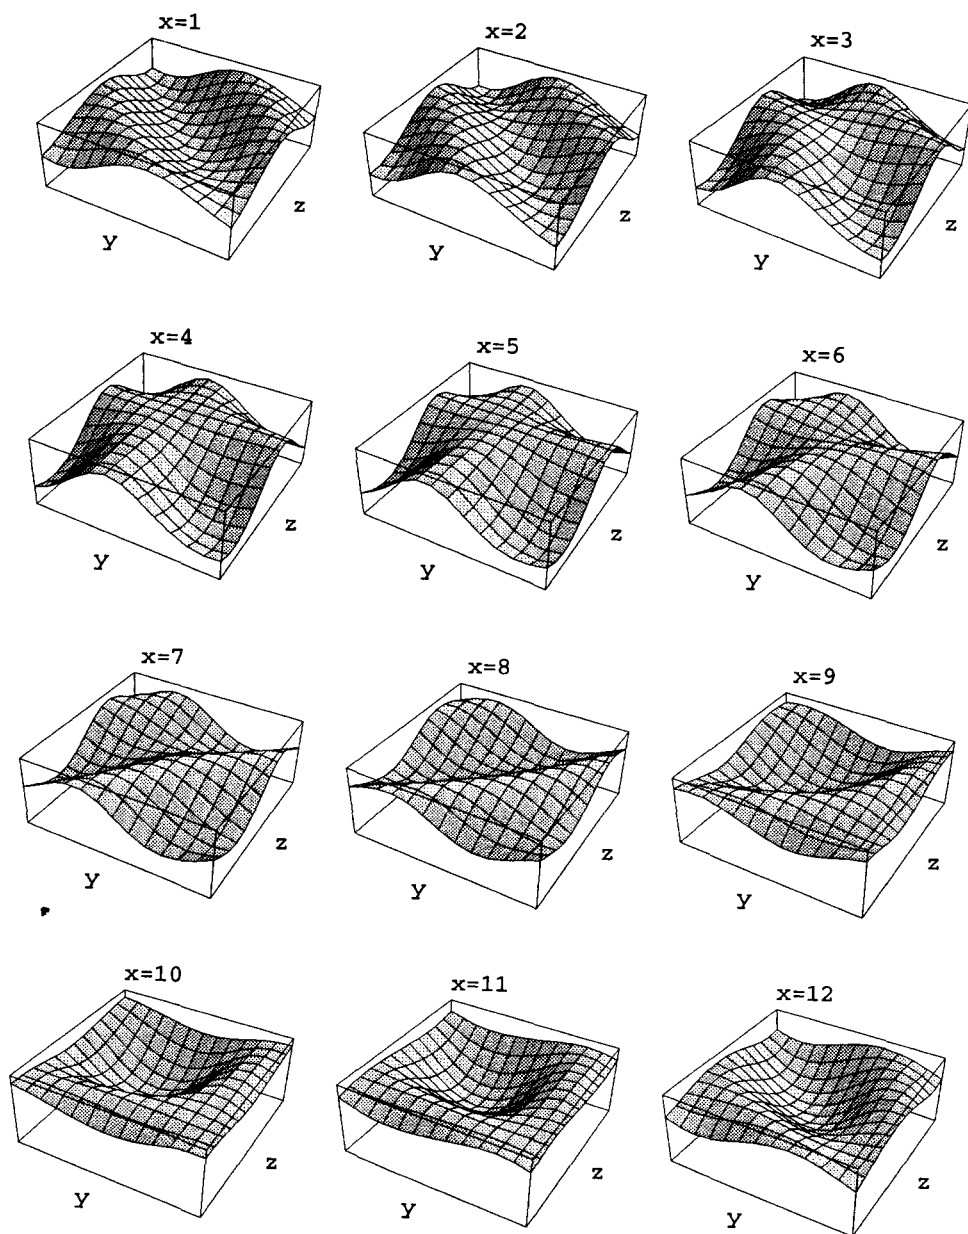 x=1 x=2 x=3
z z z
y y y
x=4 x=5 x=6
z z z
y y y
x=7 x=8 x=9
z z z
y y y
x=10 x=11 x=12
z z z
y y y